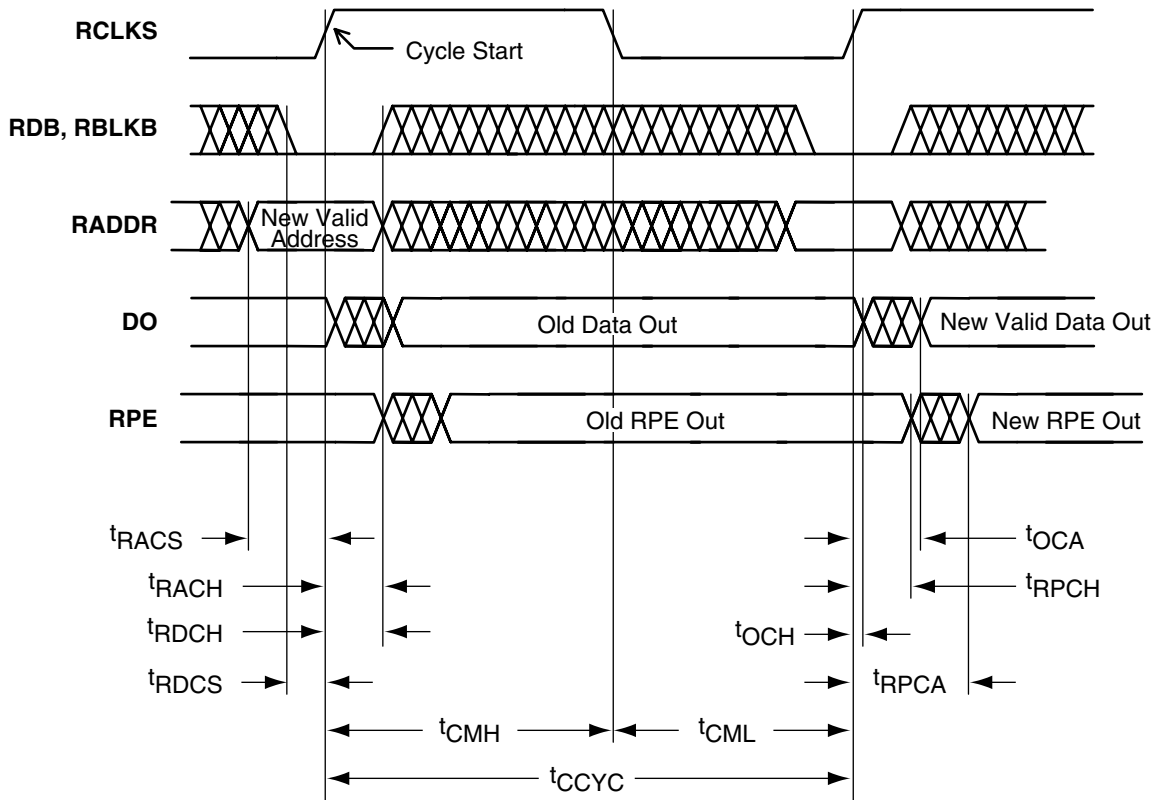 RCLKS
Cycle Start
RDB, RBLKB
RADDR
New Valid
Address
DO
Old Data Out
New Valid Data Out
RPE
Old RPE Out
New RPE Out
tRACS
tOCA
tRACH
tRPCH
tRDCH
tOCH
tRDCS
tRPCA
tCMH
tCML
tCCYC